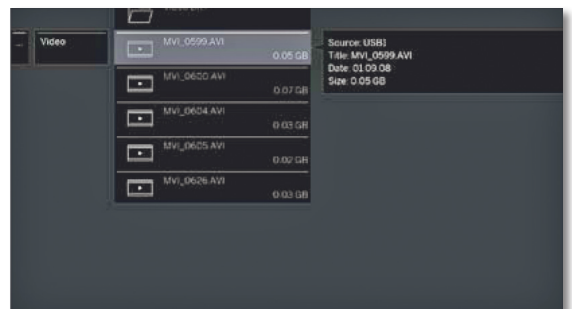 Video
MVI_0599.AVI
0.05 GB
MVI_0600.AVI
0.07 GB
MVI_0604.AVI
0.03 GB
MVI_0605.AVI
0.02 GB
MVI_0626.AVI
0.03 GB
Source: USB1
Title: MVI_0599.AVI
Date: 01.09.08
Size: 0.05 GB